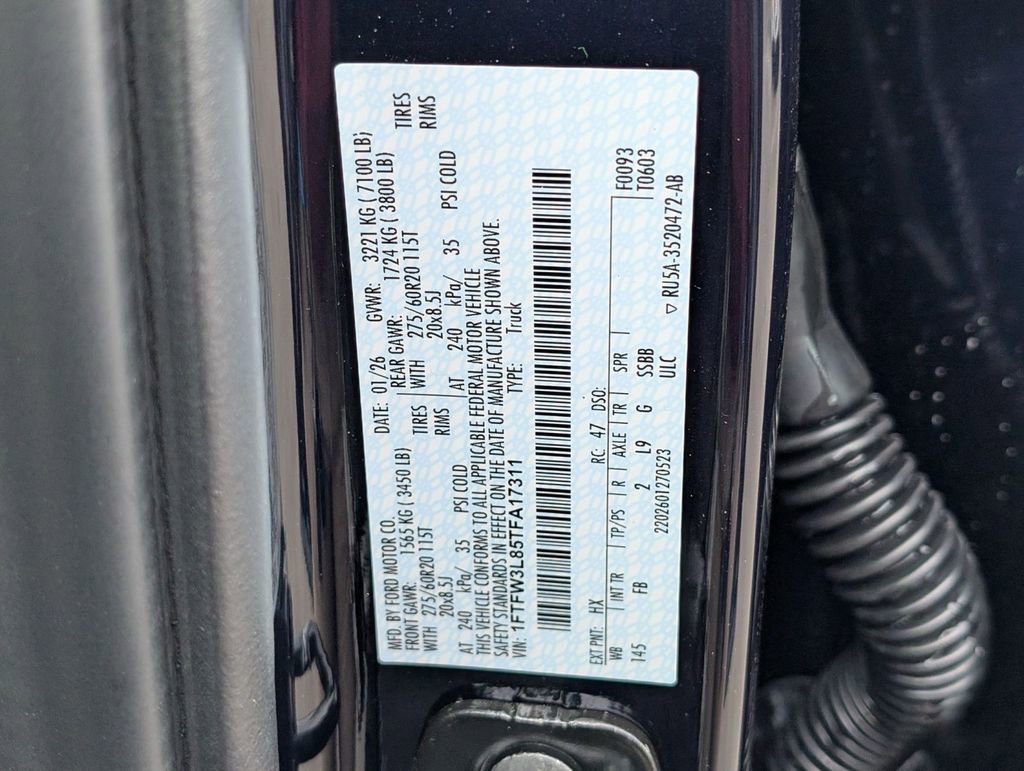 MFD. BY FORD MOTOR CO. DATE: 01/26 GVWR: 3221 KG ( 7100 LB)
FRONT GAWR: 1565 KG ( 3450 LB) REAR GAWR: 1724 KG ( 3800 LB)
WITH 275/60R20 115T TIRES WITH 275/60R20 115T TIRES
20x8.5J RIMS 20x8.5J RIMS
AT 240 kPa/ 35 PSI COLD AT 240 kPa/ 35 PSI COLD
THIS VEHICLE CONFORMS TO ALL APPLICABLE FEDERAL MOTOR VEHICLE
SAFETY STANDARDS IN EFFECT ON THE DATE OF MANUFACTURE SHOWN ABOVE.
VIN: 1FTFW3L85TFA17311 TYPE: Truck
EXT PNT: HX RC: 47 DSO:
WB INTR TP/PS R AXLE TR SPR F0093
145 FB 2 L9 G SSBB T0603
ULC
2202601270523 RU5A-3520472-AB